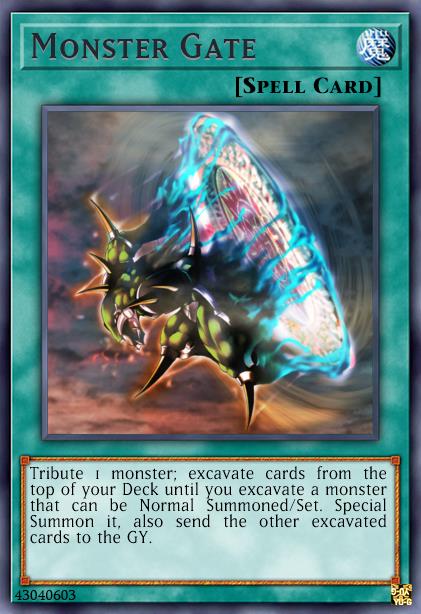 Monster Gate
魔
[Spell Card]
Tribute 1 monster; excavate cards from the
top of your Deck until you excavate a monster
that can be Normal Summoned/Set. Special
Summon it, also send the other excavated
cards to the GY.
43040603